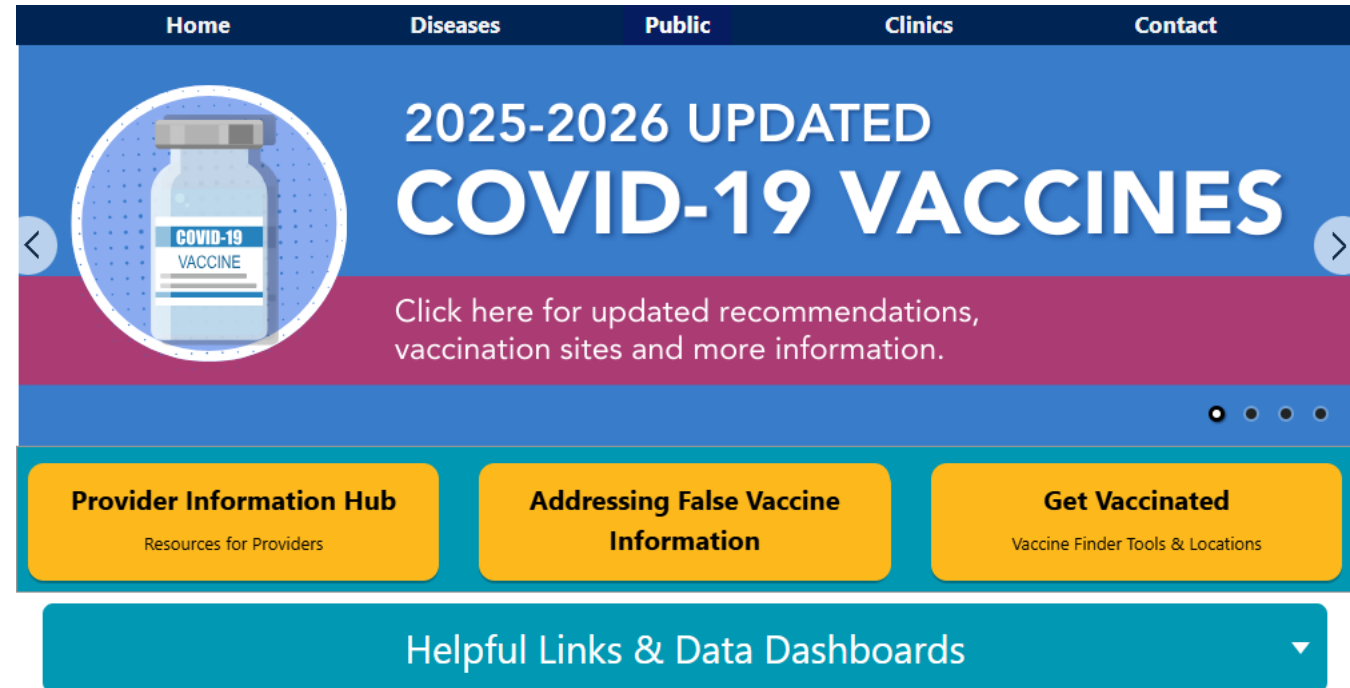 Home Diseases Public Clinics Contact
2025-2026 UPDATED
COVID-19 VACCINES
COVID-19
VACCINE
Click here for updated recommendations,
vaccination sites and more information.
Provider Information Hub
Resources for Providers
Addressing False Vaccine
Information
Get Vaccinated
Vaccine Finder Tools & Locations
Helpful Links & Data Dashboards